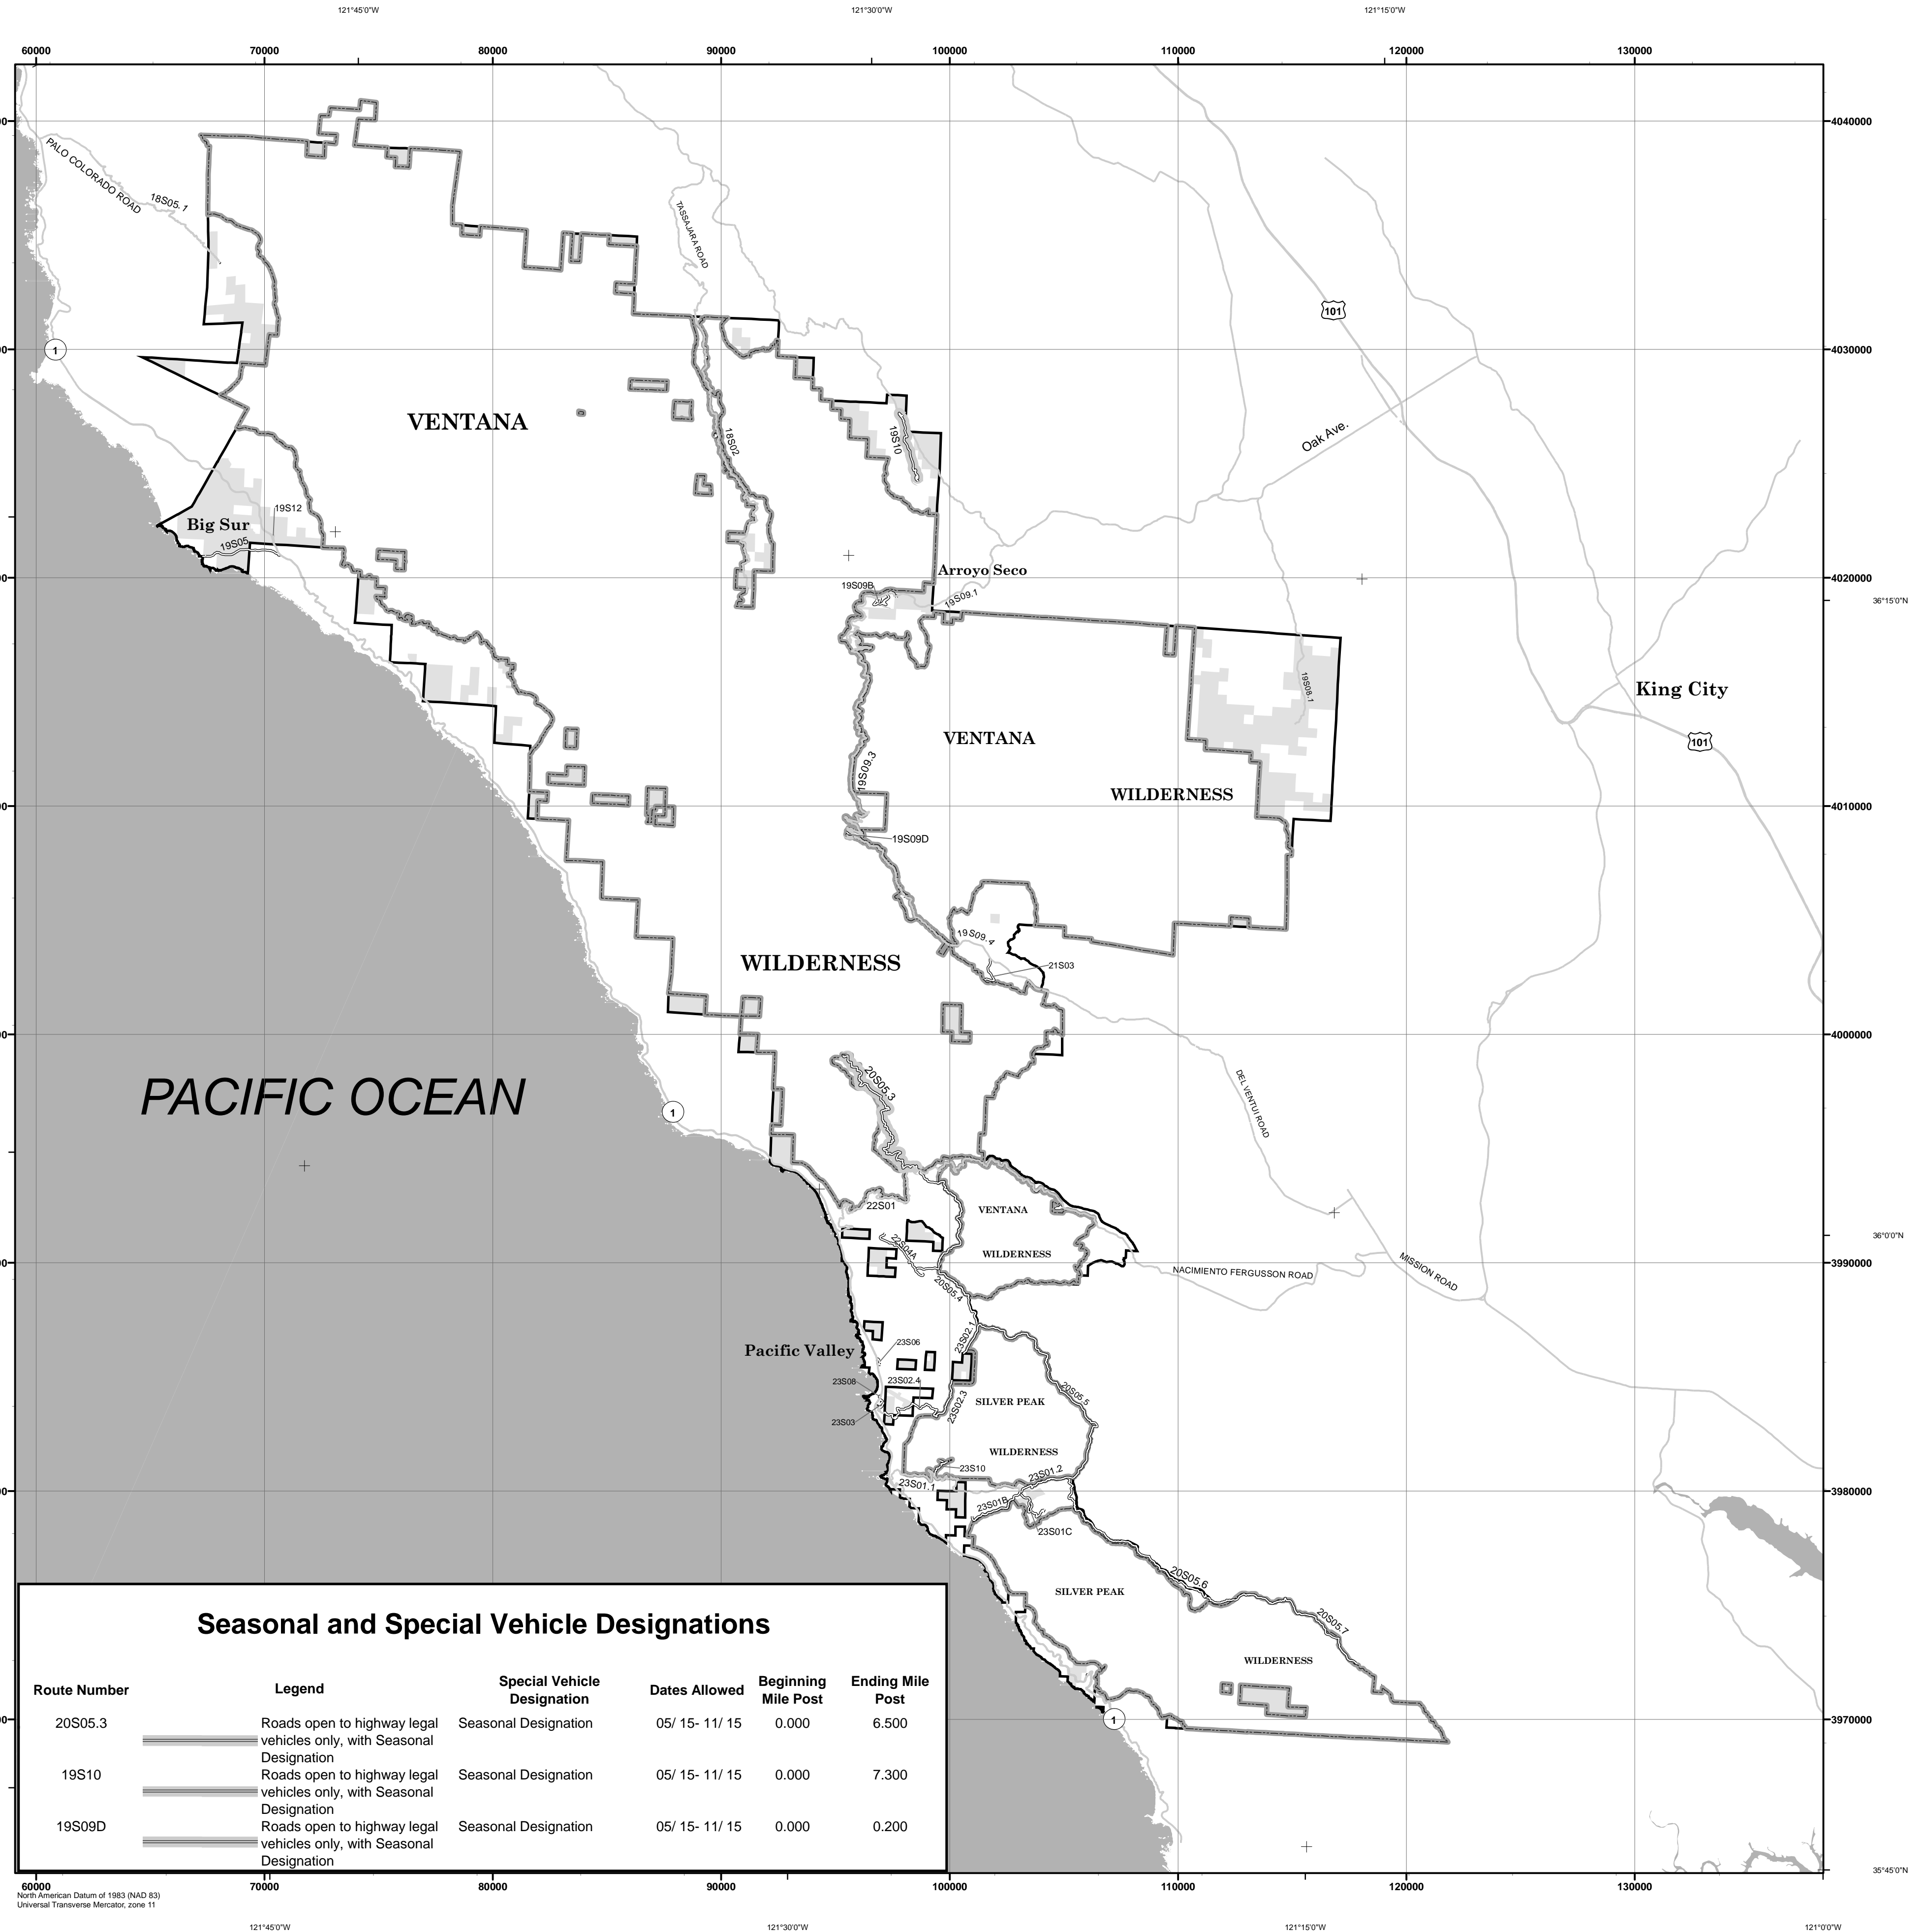 121°45'0"W
121°30'0"W
121°15'0"W
60000
70000
80000
90000
100000
110000
120000
130000
4040000
PALO COLORADO ROAD
18S05.1
TASSAJARA ROAD
101
4030000
1
VENTANA
18S02
19S10
Oak Ave.
Big Sur
19S12
19S05
Arroyo Seco
4020000
19S09B
19S09.1
36°15'0"N
19S08.1
King City
VENTANA
101
19S09.3
WILDERNESS
4010000
19S09D
19S09.4
WILDERNESS
21S03
4000000
20S05.3
PACIFIC OCEAN
1
DEL VENTUI ROAD
22S01
VENTANA
36°0'0"N
22S04A
WILDERNESS
NACIMIENTO FERGUSSON ROAD
MISSION ROAD
3990000
20S05.4
23S02.1
23S06
Pacific Valley
23S08
23S02.4
20S05.5
23S02.3
SILVER PEAK
23S03
WILDERNESS
23S10
23S01.2
23S01.1
3980000
23S01B
23S01C
20S05.6
SILVER PEAK
20S05.7
WILDERNESS
1
3970000
Seasonal and Special Vehicle Designations
Route Number
Legend
Special Vehicle
Designation
Dates Allowed
Beginning
Mile Post
Ending Mile
Post
20S05.3 Roads open to highway legal Seasonal Designation 05/ 15- 11/ 15 0.000 6.500
vehicles only, with Seasonal
Designation
19S10 Roads open to highway legal Seasonal Designation 05/ 15- 11/ 15 0.000 7.300
vehicles only, with Seasonal
Designation
19S09D Roads open to highway legal Seasonal Designation 05/ 15- 11/ 15 0.000 0.200
vehicles only, with Seasonal
Designation
35°45'0"N
60000
70000
80000
90000
100000
110000
120000
130000
North American Datum of 1983 (NAD 83)
Universal Transverse Mercator, zone 11
121°45'0"W
121°30'0"W
121°15'0"W
121°0'0"W